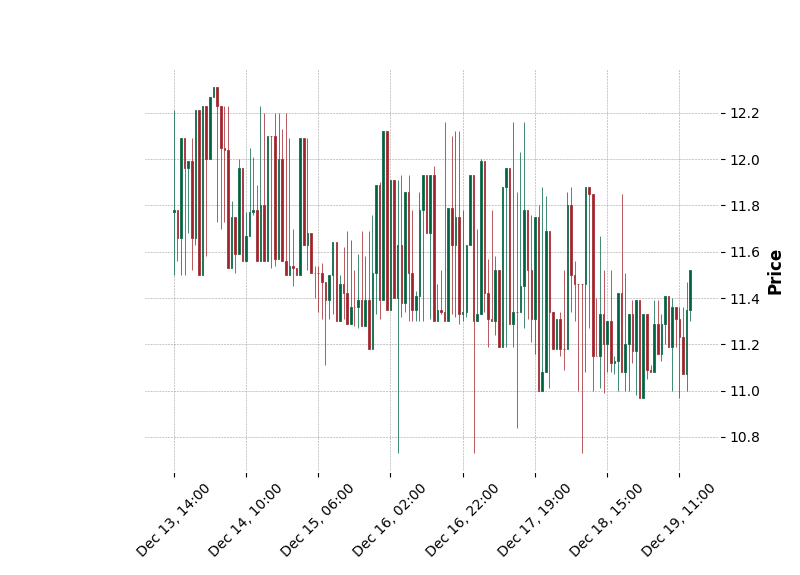 12.2
12.0
11.8
11.6
11.4
11.2
11.0
10.8
Price
Dec 13, 14:00
Dec 14, 10:00
Dec 15, 06:00
Dec 16, 02:00
Dec 16, 22:00
Dec 17, 19:00
Dec 18, 15:00
Dec 19, 11:00